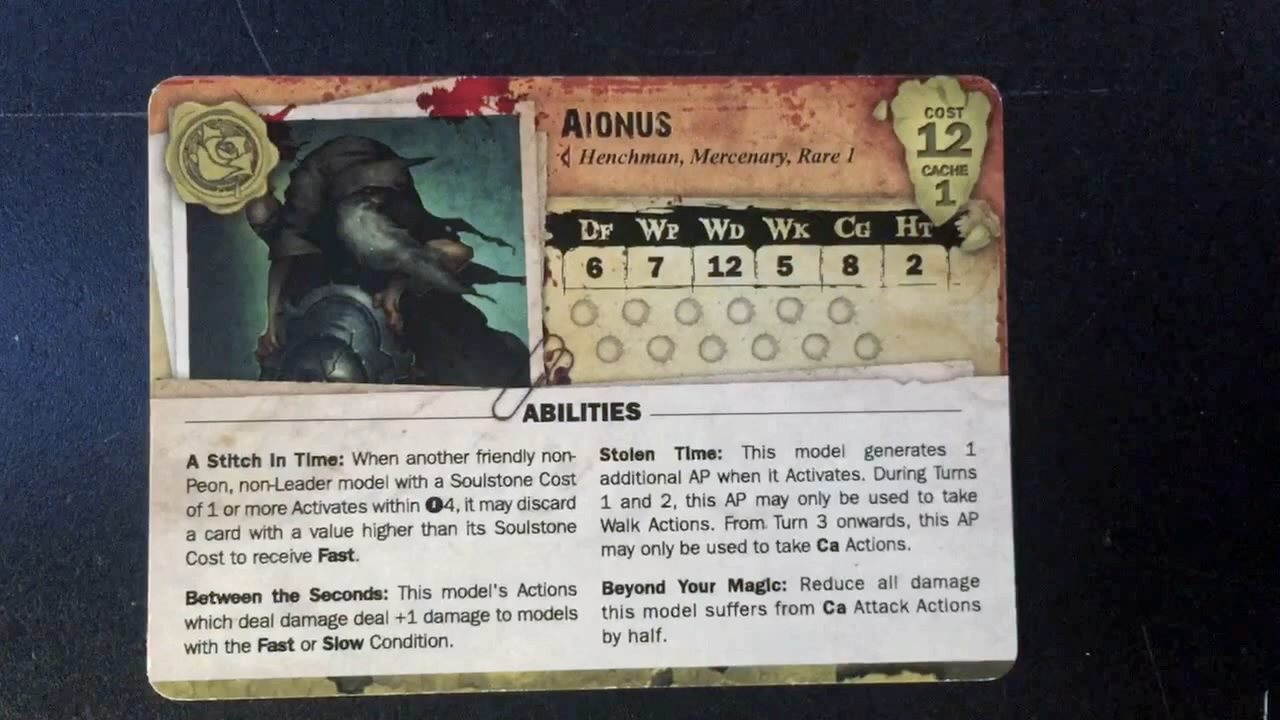 AIONUS
Henchman, Mercenary, Rare 1
COST
12
CACHE
1
DF WP WD WK CG HT
6 7 12 5 8 2
ABILITIES
A Stitch in Time: When another friendly non-
Peon, non-Leader model with a Soulstone Cost
of 1 or more Activates within 4, it may discard
a card with a value higher than its Soulstone
Cost to receive Fast.
Between the Seconds: This model's Actions
which deal damage deal +1 damage to models
with the Fast or Slow Condition.
Stolen Time: This model generates 1
additional AP when it Activates. During Turns
1 and 2, this AP may only be used to take
Walk Actions. From Turn 3 onwards, this AP
may only be used to take Ca Actions.
Beyond Your Magic: Reduce all damage
this model suffers from Ca Attack Actions
by half.